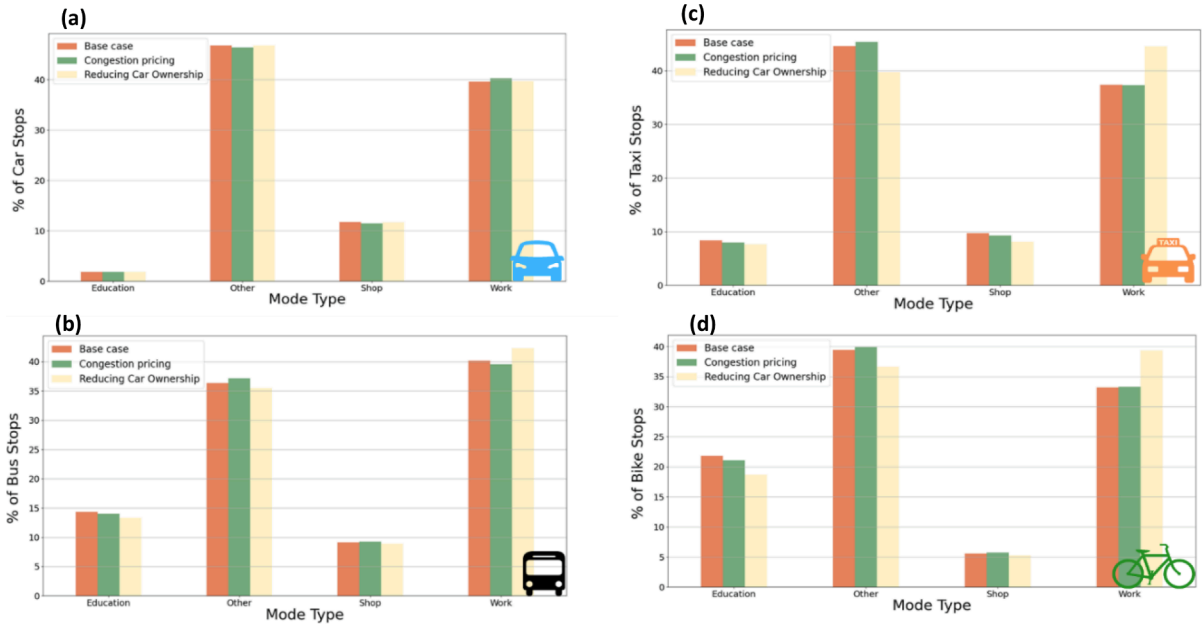 (a)
% of Car Stops
40
30
20
10
0
Base case
Congestion pricing
Reducing Car Ownership
Education Other Shop Work
Mode Type
(c)
% of Taxi Stops
40
30
20
10
0
Base case
Congestion pricing
Reducing Car Ownership
TAXI
Education Other Shop Work
Mode Type
(b)
% of Bus Stops
40
35
30
25
20
15
10
5
0
Base case
Congestion pricing
Reducing Car Ownership
Education Other Shop Work
Mode Type
(d)
% of Bike Stops
40
35
30
25
20
15
10
5
0
Base case
Congestion pricing
Reducing Car Ownership
Education Other Shop Work
Mode Type